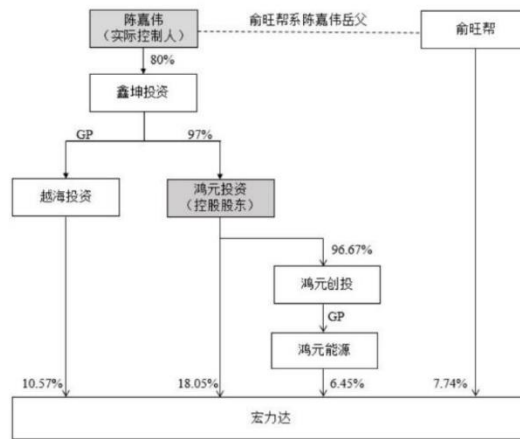 陈嘉伟
（实际控制人）
俞旺帮系陈嘉伟岳父
俞旺帮
80%
鑫坤投资
GP
97%
越海投资
鸿元投资
（控股股东）
96.67%
鸿元创投
GP
鸿元能源
10.57%
18.05%
6.45%
7.74%
宏力达